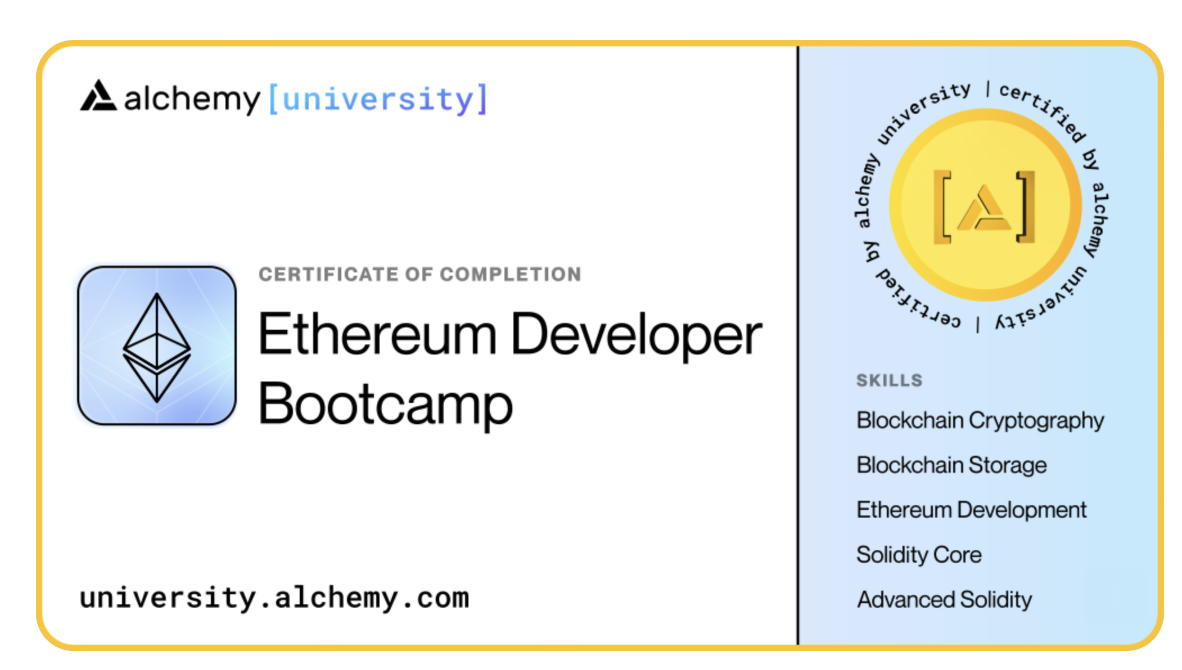 alchemy [university]
CERTIFICATE OF COMPLETION
Ethereum Developer
Bootcamp
university.alchemy.com
certified by alchemy university | certified by alchemy university |
[A]
SKILLS
Blockchain Cryptography
Blockchain Storage
Ethereum Development
Solidity Core
Advanced Solidity